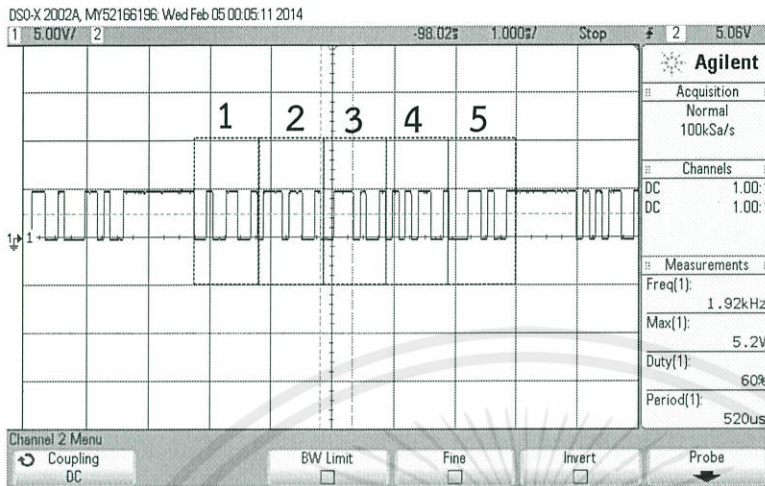 DSO-X 2002A, MY52166196: Wed Feb 05 00:05:11 2014
1 5.00V/ 2 -98.02s 1.000s/ Stop 2 5.06V
Agilent
Acquisition
Normal
100kSa/s
Channels
DC 1.00:
DC 1.00:
Measurements
Freq(1):
1.92kHz
Max(1):
5.2V
Duty(1):
60%
Period(1):
520us
1 2 3 4 5
1 1
Channel 2 Menu
Coupling
DC
BW Limit
Fine
Invert
Probe